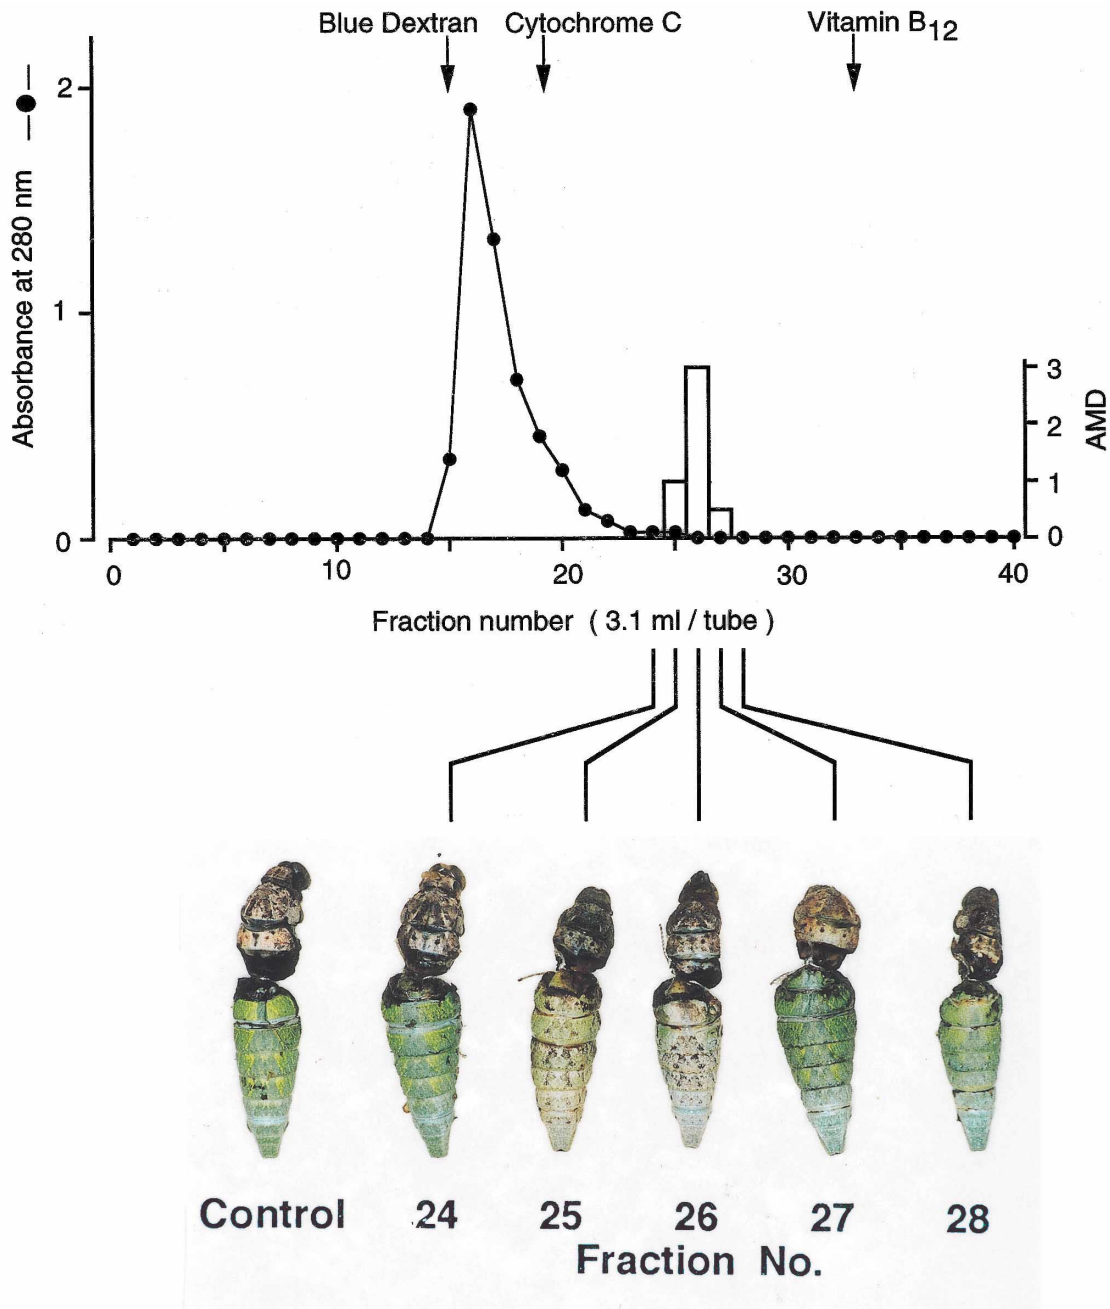 Blue Dextran Cytochrome C Vitamin B12
Absorbance at 280 nm
2
1
0
3
2
1
0
AMD
0 10 20 30 40
Fraction number ( 3.1 ml / tube )
Control 24 25 26 27 28
Fraction No.